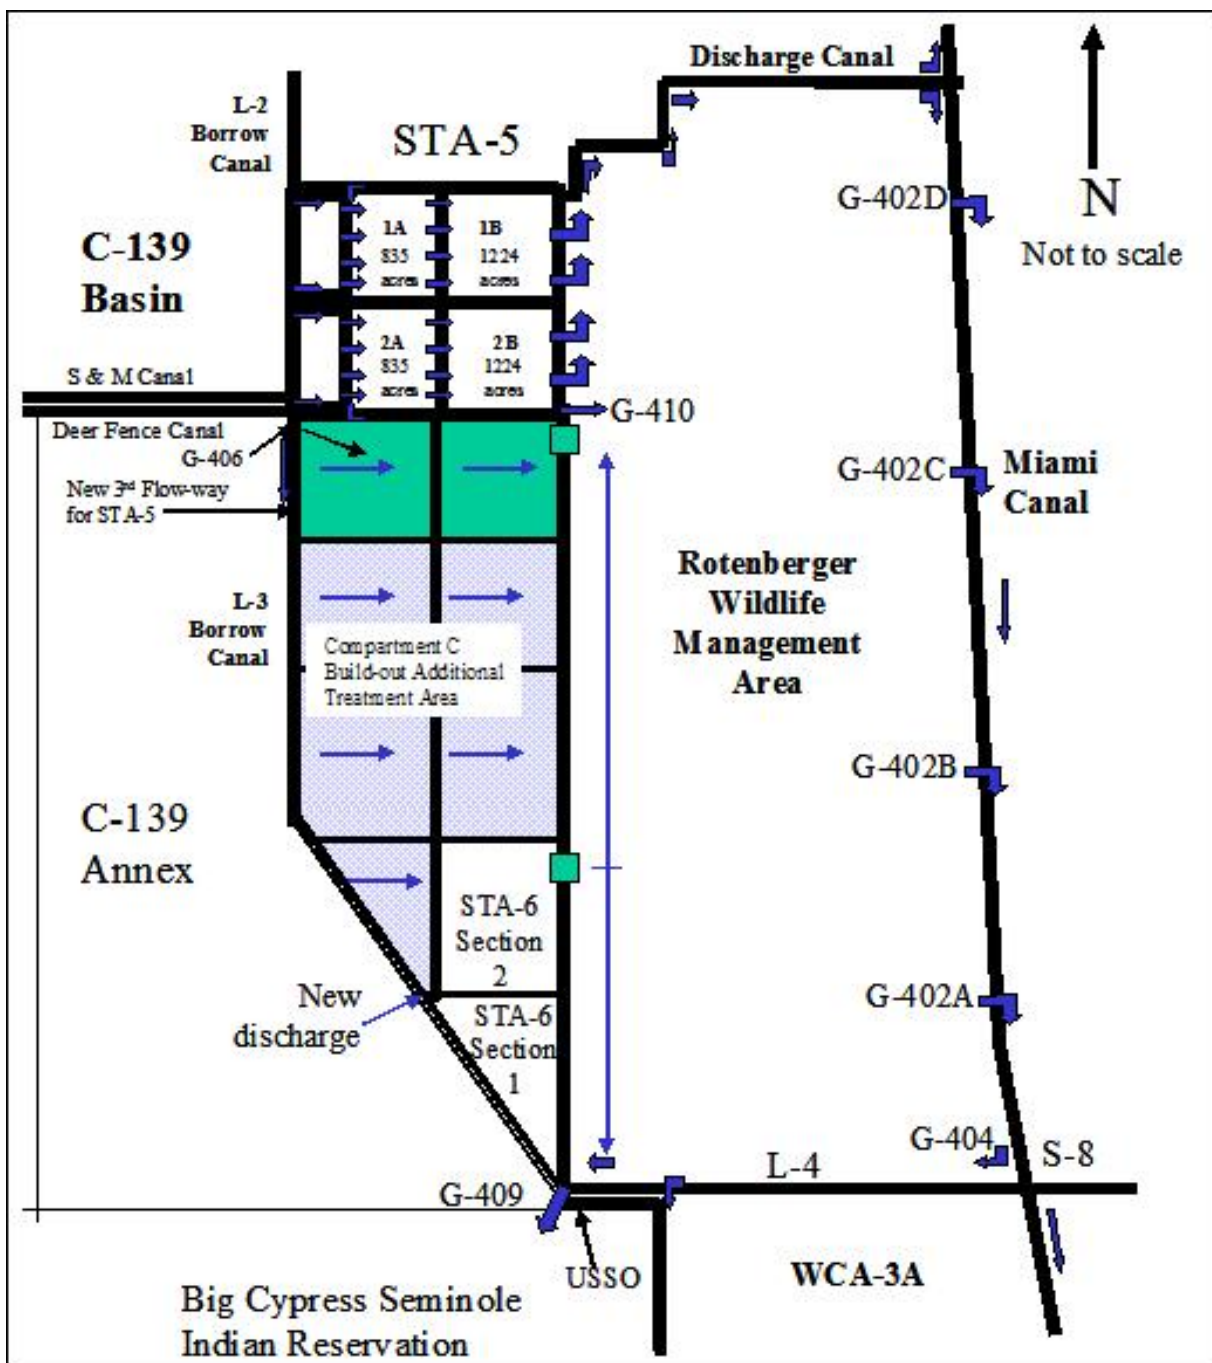 Discharge Canal
L-2
Borrow
Canal
STA-5
N
Not to scale
G-402D
C-139
Basin
1A
835
acres
1B
1224
acres
2A
835
acres
2B
1224
acres
S & M Canal
G-410
Deer Fence Canal
G-406
New 3rd Flow-way
for STA-5
G-402C
Miami
Canal
Rotenberger
Wildlife
Management
Area
L-3
Borrow
Canal
Compartment C
Build-out Additional
Treatment Area
G-402B
C-139
Annex
STA-6
Section
2
G-402A
New
discharge
STA-6
Section
1
G-404
S-8
L-4
G-409
USSO
WCA-3A
Big Cypress Seminole
Indian Reservation